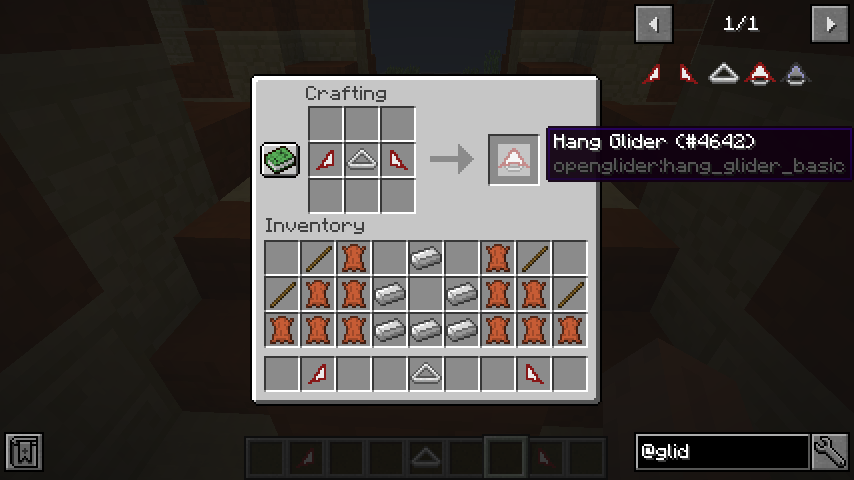 1/1
Crafting
Hang Glider (#4642)
openglider:hang_glider_basic
Inventory
@glid